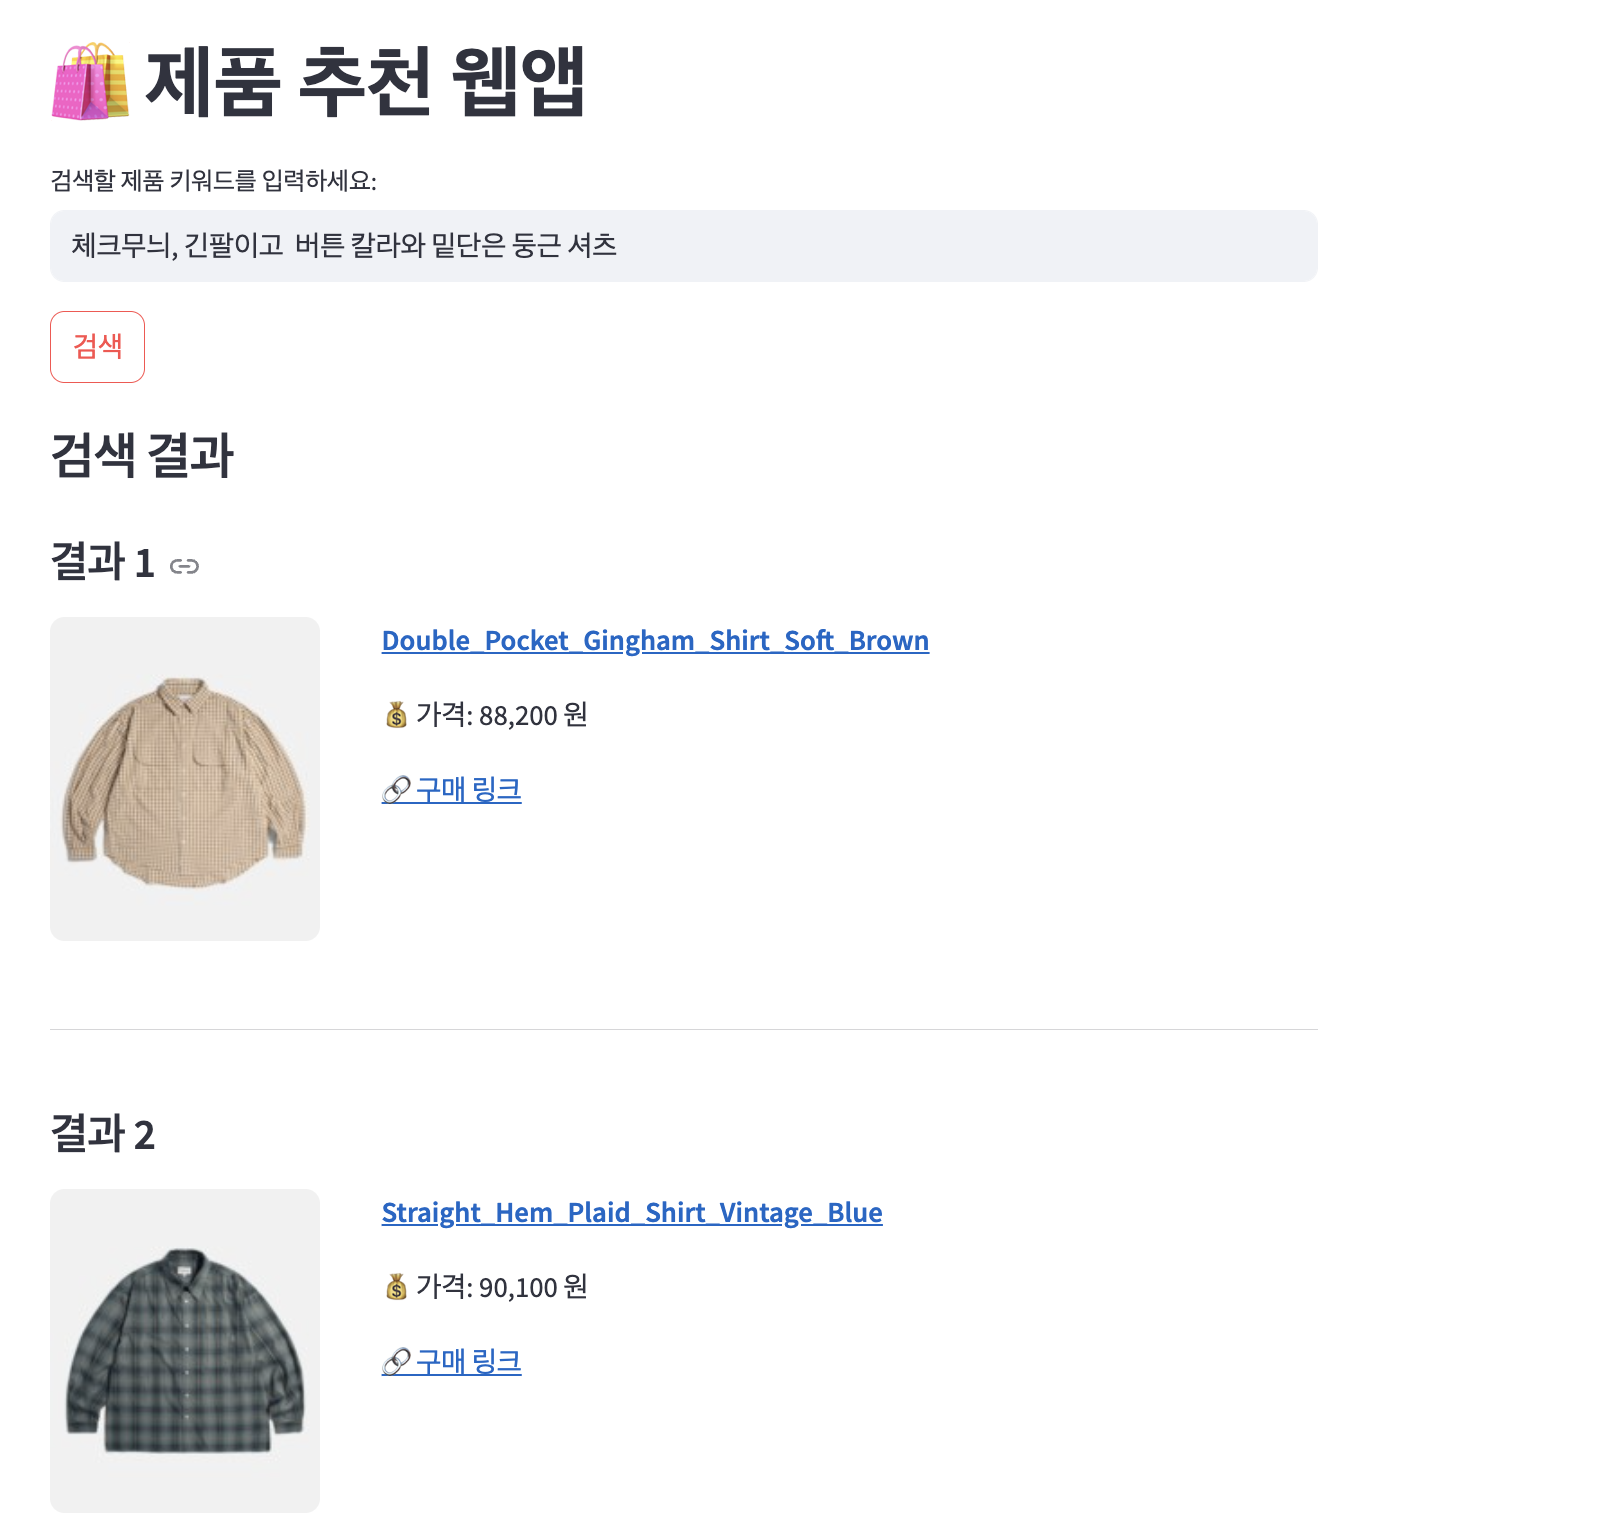 제품 추천 웹앱
검색할 제품 키워드를 입력하세요:
체크무늬, 긴팔이고  버튼 칼라와 밑단은 둥근 셔츠
검색
검색 결과
결과 1
Double_Pocket_Gingham_Shirt_Soft_Brown
가격: 88,200 원
구매 링크
결과 2
Straight_Hem_Plaid_Shirt_Vintage_Blue
가격: 90,100 원
구매 링크